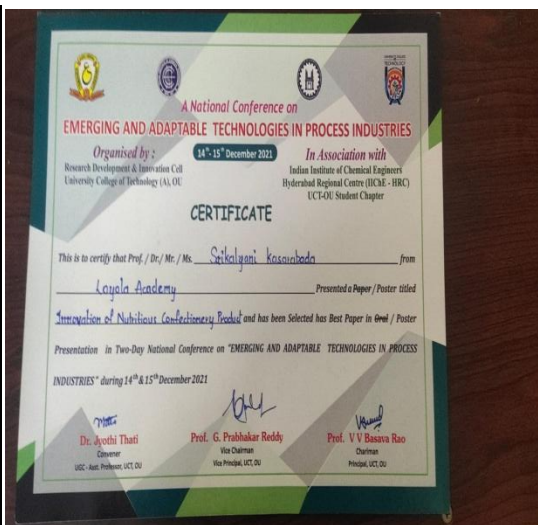 A National Conference on
EMERGING AND ADAPTABLE TECHNOLOGIES IN PROCESS INDUSTRIES
Organised by :
14th- 15th December 2021
In Association with
Research Development & Innovation Cell
University College of Technology (A), OU
Indian Institute of Chemical Engineers
Hyderabad Regional Centre (IIChE - HRC)
UCT-OU Student Chapter
CERTIFICATE
This is to certify that Prof. / Dr./ Mr. / Ms. Srikalyani Kasarabada from
Loyola Academy Presented a Paper / Poster titled
Innovation of Nutritious Confectionery Product and has been Selected has Best Paper in Oral / Poster
Presentation in Two-Day National Conference on "EMERGING AND ADAPTABLE TECHNOLOGIES IN PROCESS
INDUSTRIES" during 14th & 15th December 2021
Dr. Jyothi Thati
Convener
UGC - Asst. Professor, UCT, OU
Prof. G. Prabhakar Reddy
Vice Chairman
Vice Principal, UCT, OU
Prof. V V Basava Rao
Chariman
Principal, UCT, OU